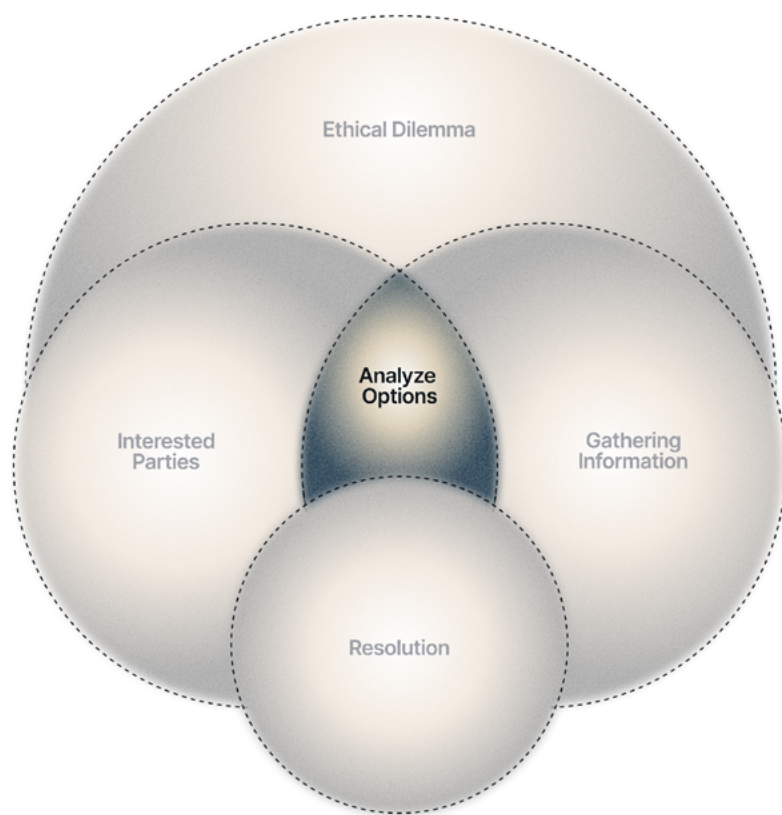 Ethical Dilemma
Analyze
Options
Interested
Parties
Gathering
Information
Resolution